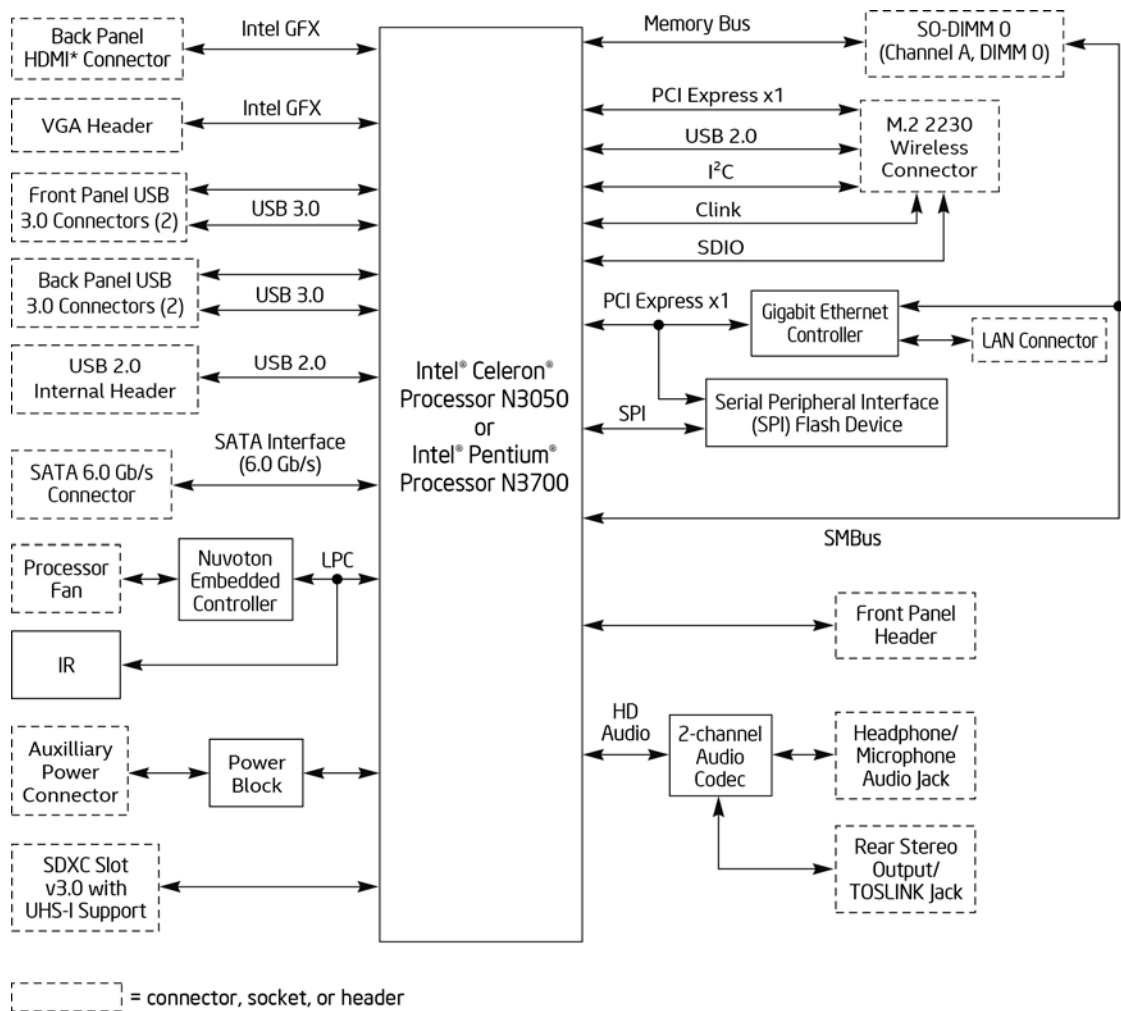 Back Panel
HDMI* Connector
Intel GFX
VGA Header
Intel GFX
Front Panel USB
3.0 Connectors (2)
USB 3.0
Back Panel USB
3.0 Connectors (2)
USB 3.0
USB 2.0
Internal Header
USB 2.0
SATA 6.0 Gb/s
Connector
SATA Interface
(6.0 Gb/s)
Processor
Fan
Nuvoton
Embedded
Controller
LPC
IR
Auxilliary
Power
Connector
Power
Block
SDXC Slot
v3.0 with
UHS-I Support
Intel® Celeron®
Processor N3050
or
Intel® Pentium®
Processor N3700
Memory Bus
SO-DIMM 0
(Channel A, DIMM 0)
PCI Express x1
USB 2.0
I²C
Clink
SDIO
M.2 2230
Wireless
Connector
PCI Express x1
Gigabit Ethernet
Controller
LAN Connector
SPI
Serial Peripheral Interface
(SPI) Flash Device
SMBus
Front Panel
Header
HD
Audio
2-channel
Audio
Codec
Headphone/
Microphone
Audio Jack
Rear Stereo
Output/
TOSLINK Jack
= connector, socket, or header